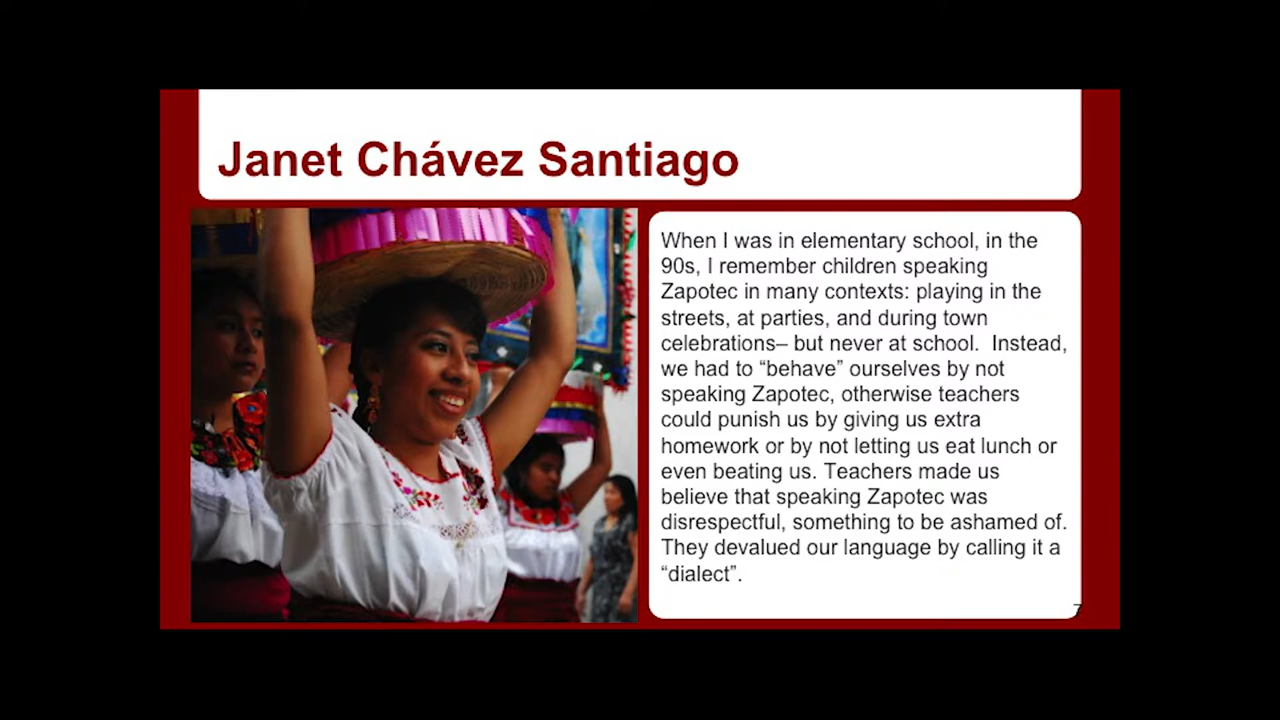 Janet Chávez Santiago
When I was in elementary school, in the
90s, I remember children speaking
Zapotec in many contexts: playing in the
streets, at parties, and during town
celebrations– but never at school.  Instead,
we had to “behave” ourselves by not
speaking Zapotec, otherwise teachers
could punish us by giving us extra
homework or by not letting us eat lunch or
even beating us. Teachers made us
believe that speaking Zapotec was
disrespectful, something to be ashamed of.
They devalued our language by calling it a
“dialect”.
7